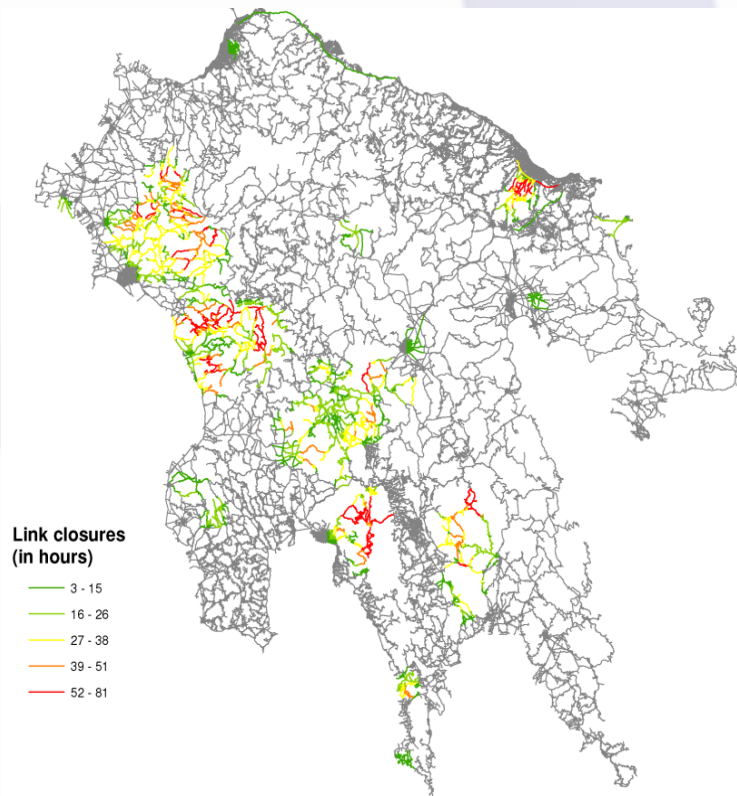 Link closures
(in hours)
3 - 15
16 - 26
27 - 38
39 - 51
52 - 81